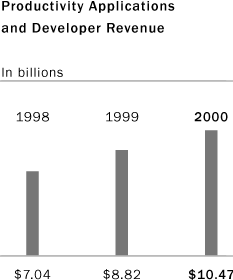 Productivity Applications
and Developer Revenue
In billions
1998 1999 2000
$7.04 $8.82 $10.47